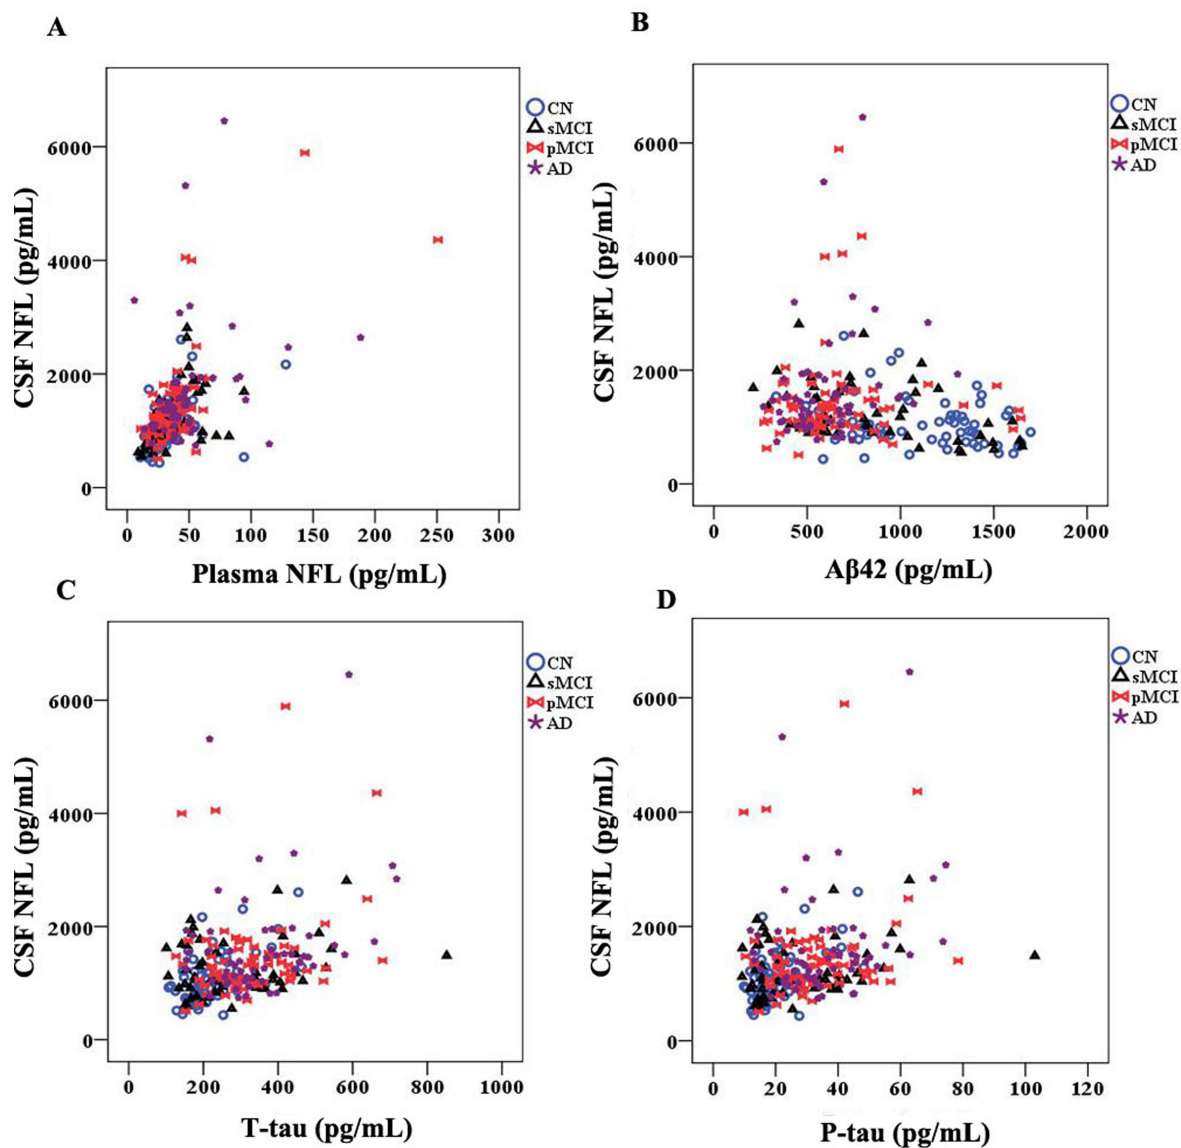 A
CN
sMCI
pMCI
AD
6000
4000
2000
0
CSF NFL (pg/mL)
0 50 100 150 200 250 300
Plasma NFL (pg/mL)
B
CN
sMCI
pMCI
AD
6000
4000
2000
0
CSF NFL (pg/mL)
0 500 1000 1500 2000
Aβ42 (pg/mL)
C
CN
sMCI
pMCI
AD
6000
4000
2000
0
CSF NFL (pg/mL)
0 200 400 600 800 1000
T-tau (pg/mL)
D
CN
sMCI
pMCI
AD
6000
4000
2000
0
CSF NFL (pg/mL)
0 20 40 60 80 100 120
P-tau (pg/mL)